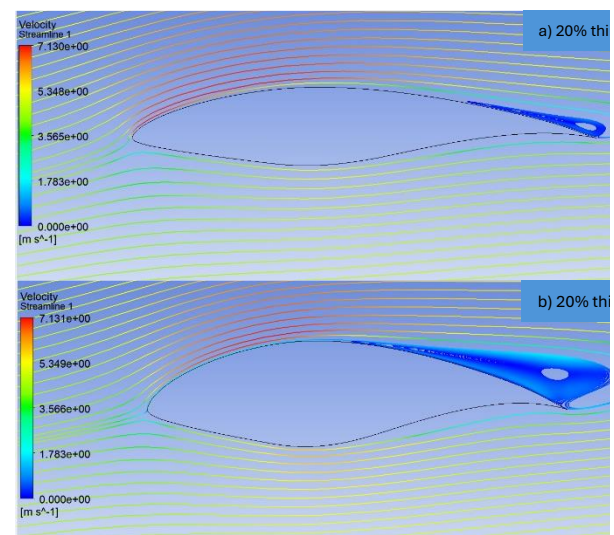 Velocity
Streamline 1
7.130e+00
a) 20% thi
5.348e+00
3.565e+00
1.783e+00
0.000e+00
[m s^-1]
Velocity
Streamline 1
7.131e+00
b) 20% thi
5.349e+00
3.566e+00
1.783e+00
0.000e+00
[m s^-1]